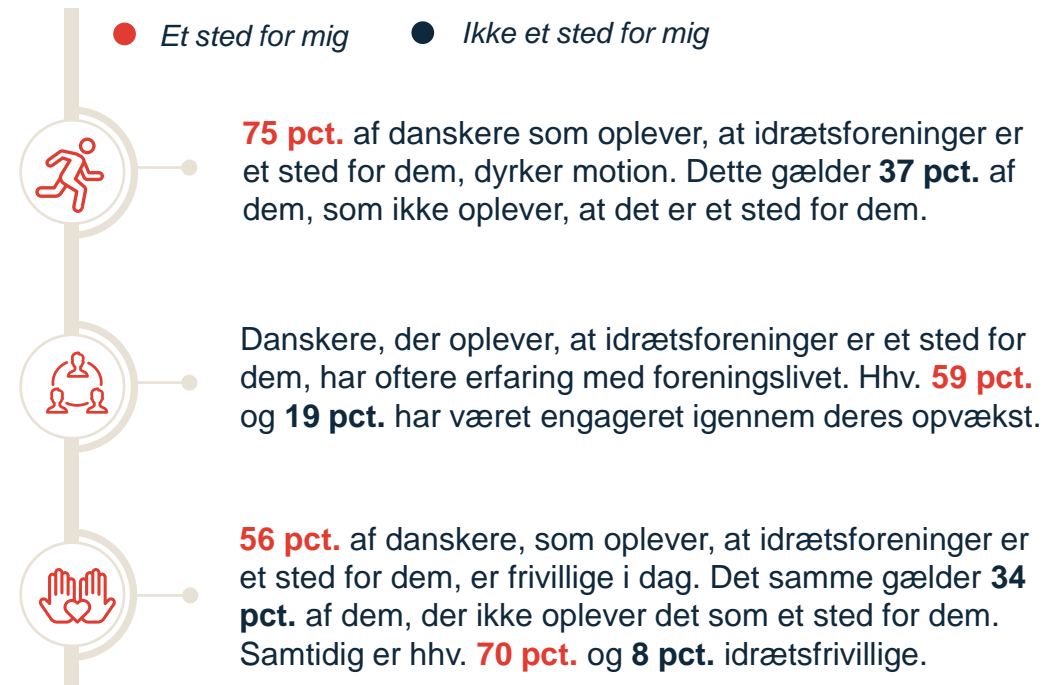 Et sted for mig
Ikke et sted for mig
75 pct. af danskere som oplever, at idrætsforeninger er
et sted for dem, dyrker motion. Dette gælder 37 pct. af
dem, som ikke oplever, at det er et sted for dem.
Danskere, der oplever, at idrætsforeninger er et sted for
dem, har oftere erfaring med foreningslivet. Hhv. 59 pct.
og 19 pct. har været engageret igennem deres opvækst.
56 pct. af danskere, som oplever, at idrætsforeninger er
et sted for dem, er frivillige i dag. Det samme gælder 34
pct. af dem, der ikke oplever det som et sted for dem.
Samtidig er hhv. 70 pct. og 8 pct. idrætsfrivillige.